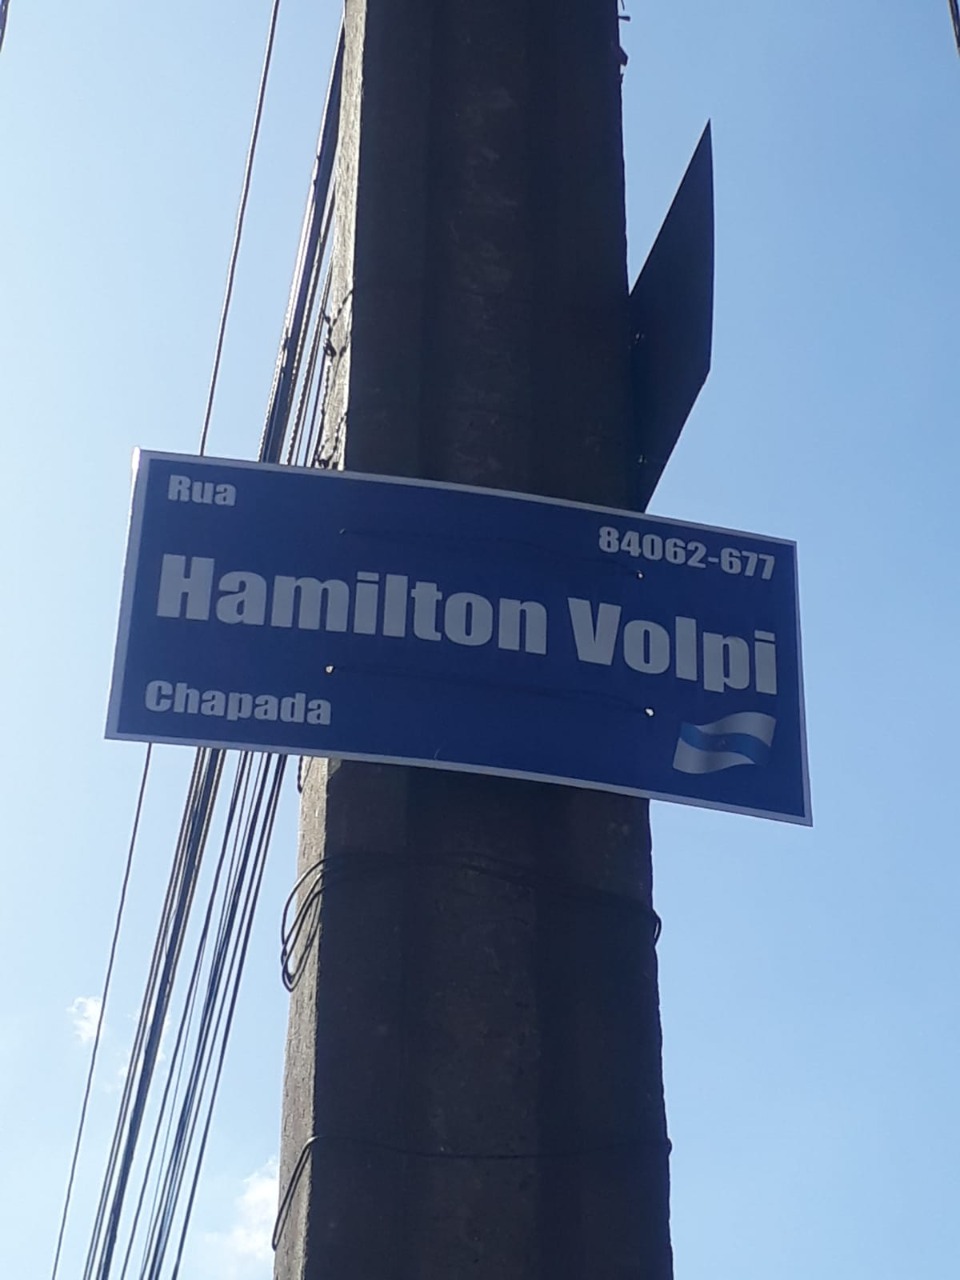 Rua
84062-677
Hamilton Volpi
Chapada